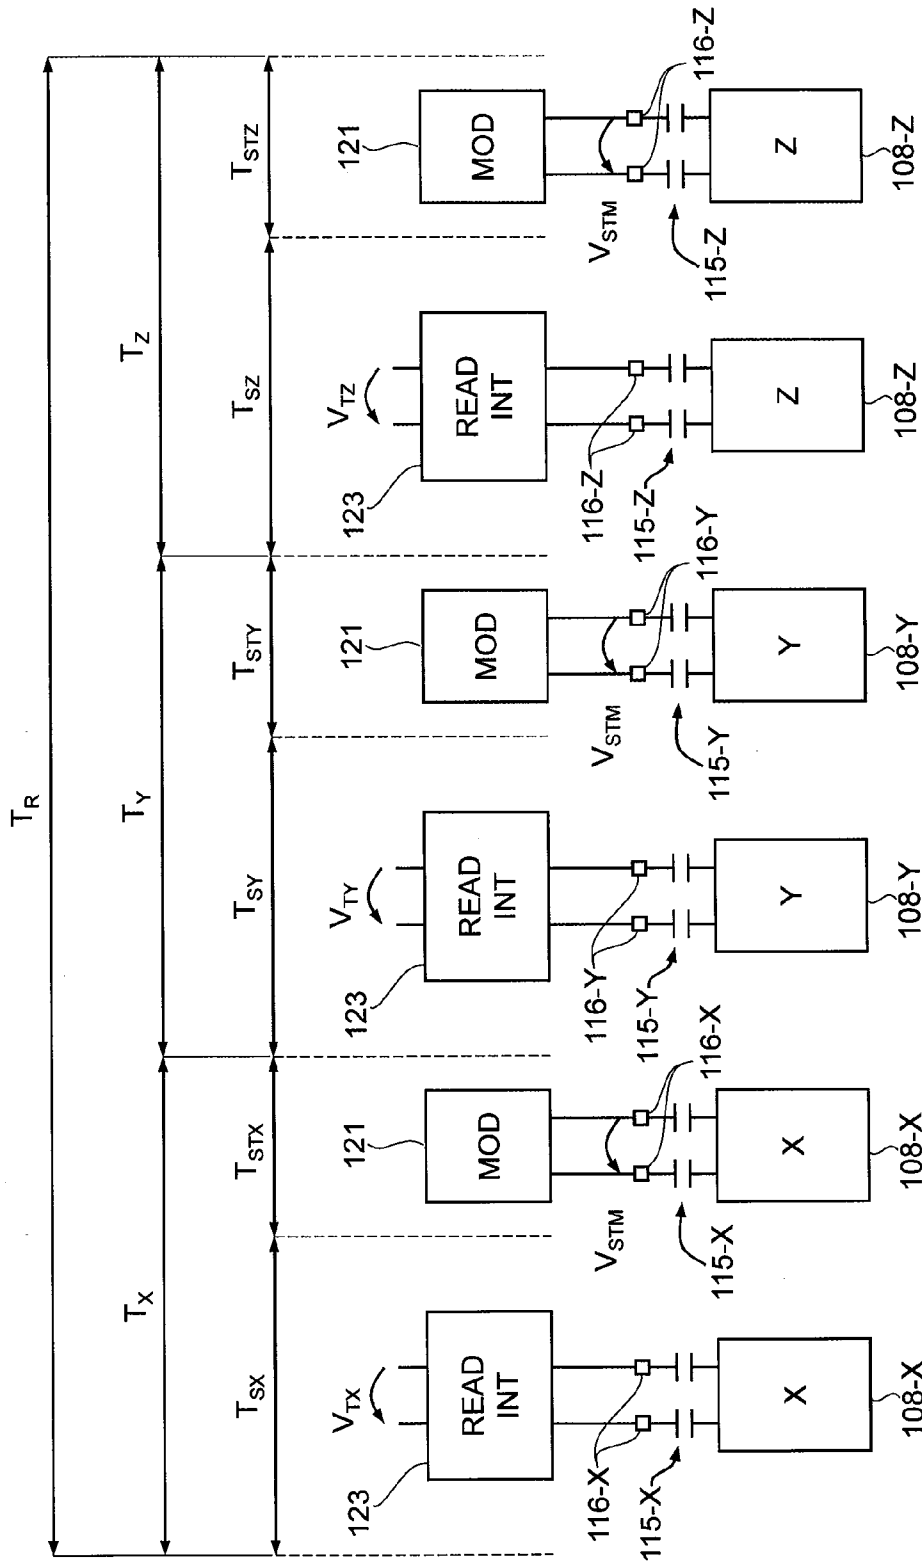 T_R
T_X
T_Y
T_Z
T_SX
T_STX
T_SY
T_STY
T_SZ
T_STZ
V_TX
123
READ
INT
116-X
115-X
X
108-X
121
MOD
V_STM
116-X
115-X
X
108-X
V_TY
123
READ
INT
116-Y
115-Y
Y
108-Y
121
MOD
V_STM
116-Y
115-Y
Y
108-Y
V_TZ
123
READ
INT
116-Z
115-Z
Z
108-Z
121
MOD
V_STM
116-Z
115-Z
Z
108-Z